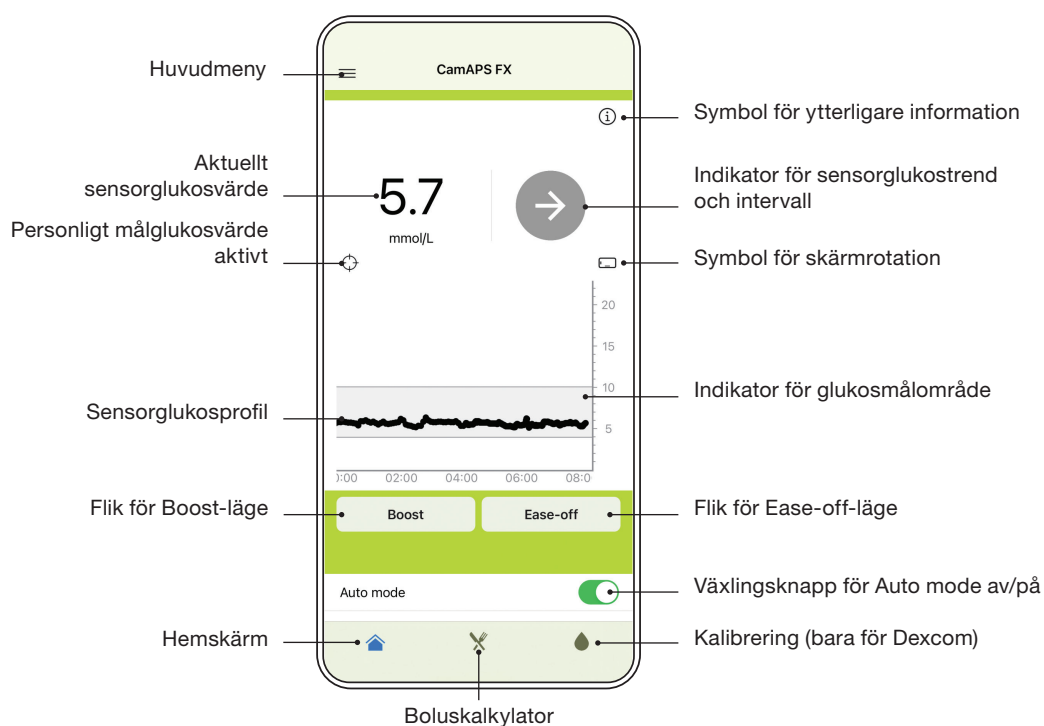 Huvudmeny
CamAPS FX
Symbol för ytterligare information
Aktuellt
sensorglukosvärde
5.7
mmol/L
Indikator för sensorglukostrend
och intervall
Personligt målglukosvärde
aktivt
Symbol för skärmrotation
20
15
10
5
Indikator för glukosmålområde
Sensorglukosprofil
0:00 02:00 04:00 06:00 08:0
Flik för Boost-läge
Boost
Ease-off
Flik för Ease-off-läge
Auto mode
Växlingsknapp för Auto mode av/på
Hemskärm
Kalibrering (bara för Dexcom)
Boluskalkylator